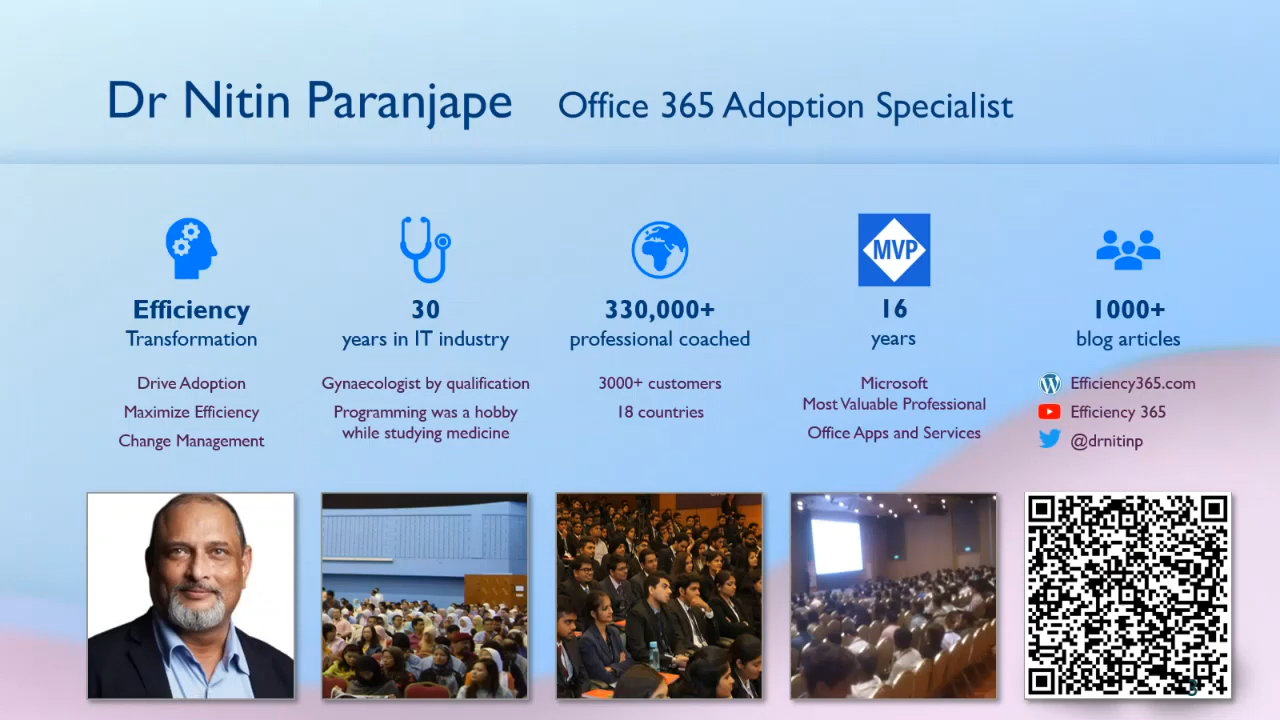 Dr Nitin Paranjape Office 365 Adoption Specialist
Efficiency
Transformation
Drive Adoption
Maximize Efficiency
Change Management
30
years in IT industry
Gynaecologist by qualification
Programming was a hobby
while studying medicine
330,000+
professional coached
3000+ customers
18 countries
MVP
16
years
Microsoft
Most Valuable Professional
Office Apps and Services
1000+
blog articles
Efficiency365.com
Efficiency 365
@drnitinp
3